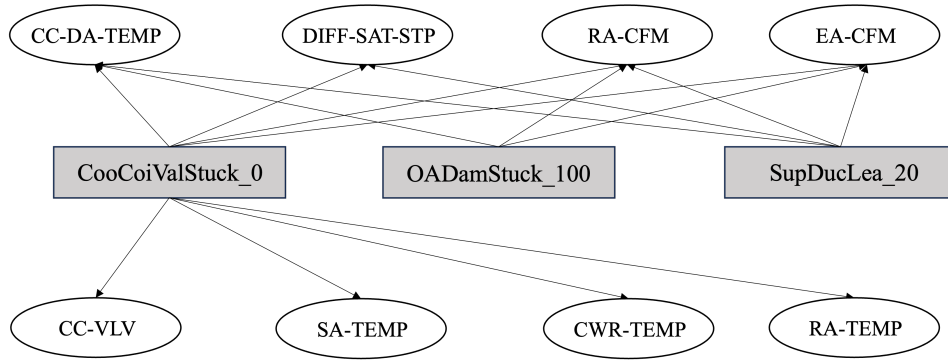 CC-DA-TEMP
DIFF-SAT-STP
RA-CFM
EA-CFM
CooCoiValStuck_0
OADamStuck_100
SupDucLea_20
CC-VLV
SA-TEMP
CWR-TEMP
RA-TEMP